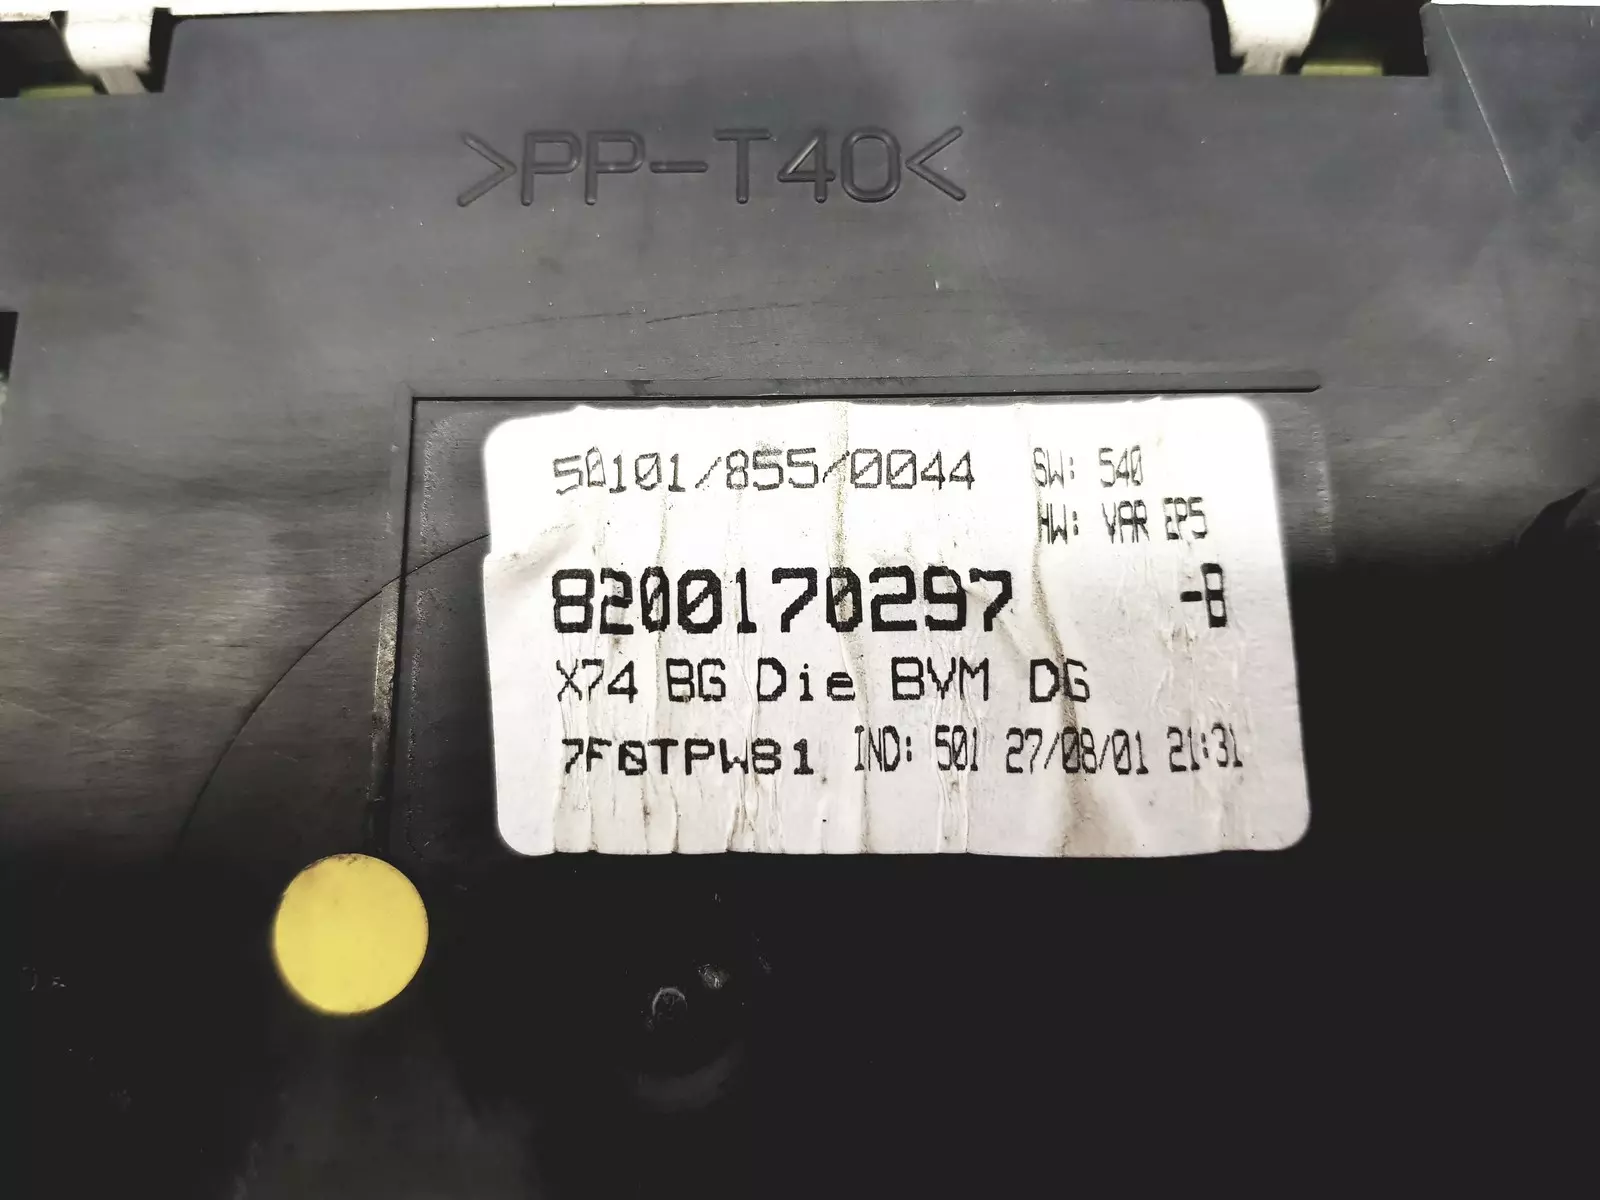 >PP-T40<
50101/855/0044 SW: 540
HW: VAR EP5
8200170297 -B
X74 BG Die BVM DG
7F0TPW81 IND: 501 27/08/01 21:31